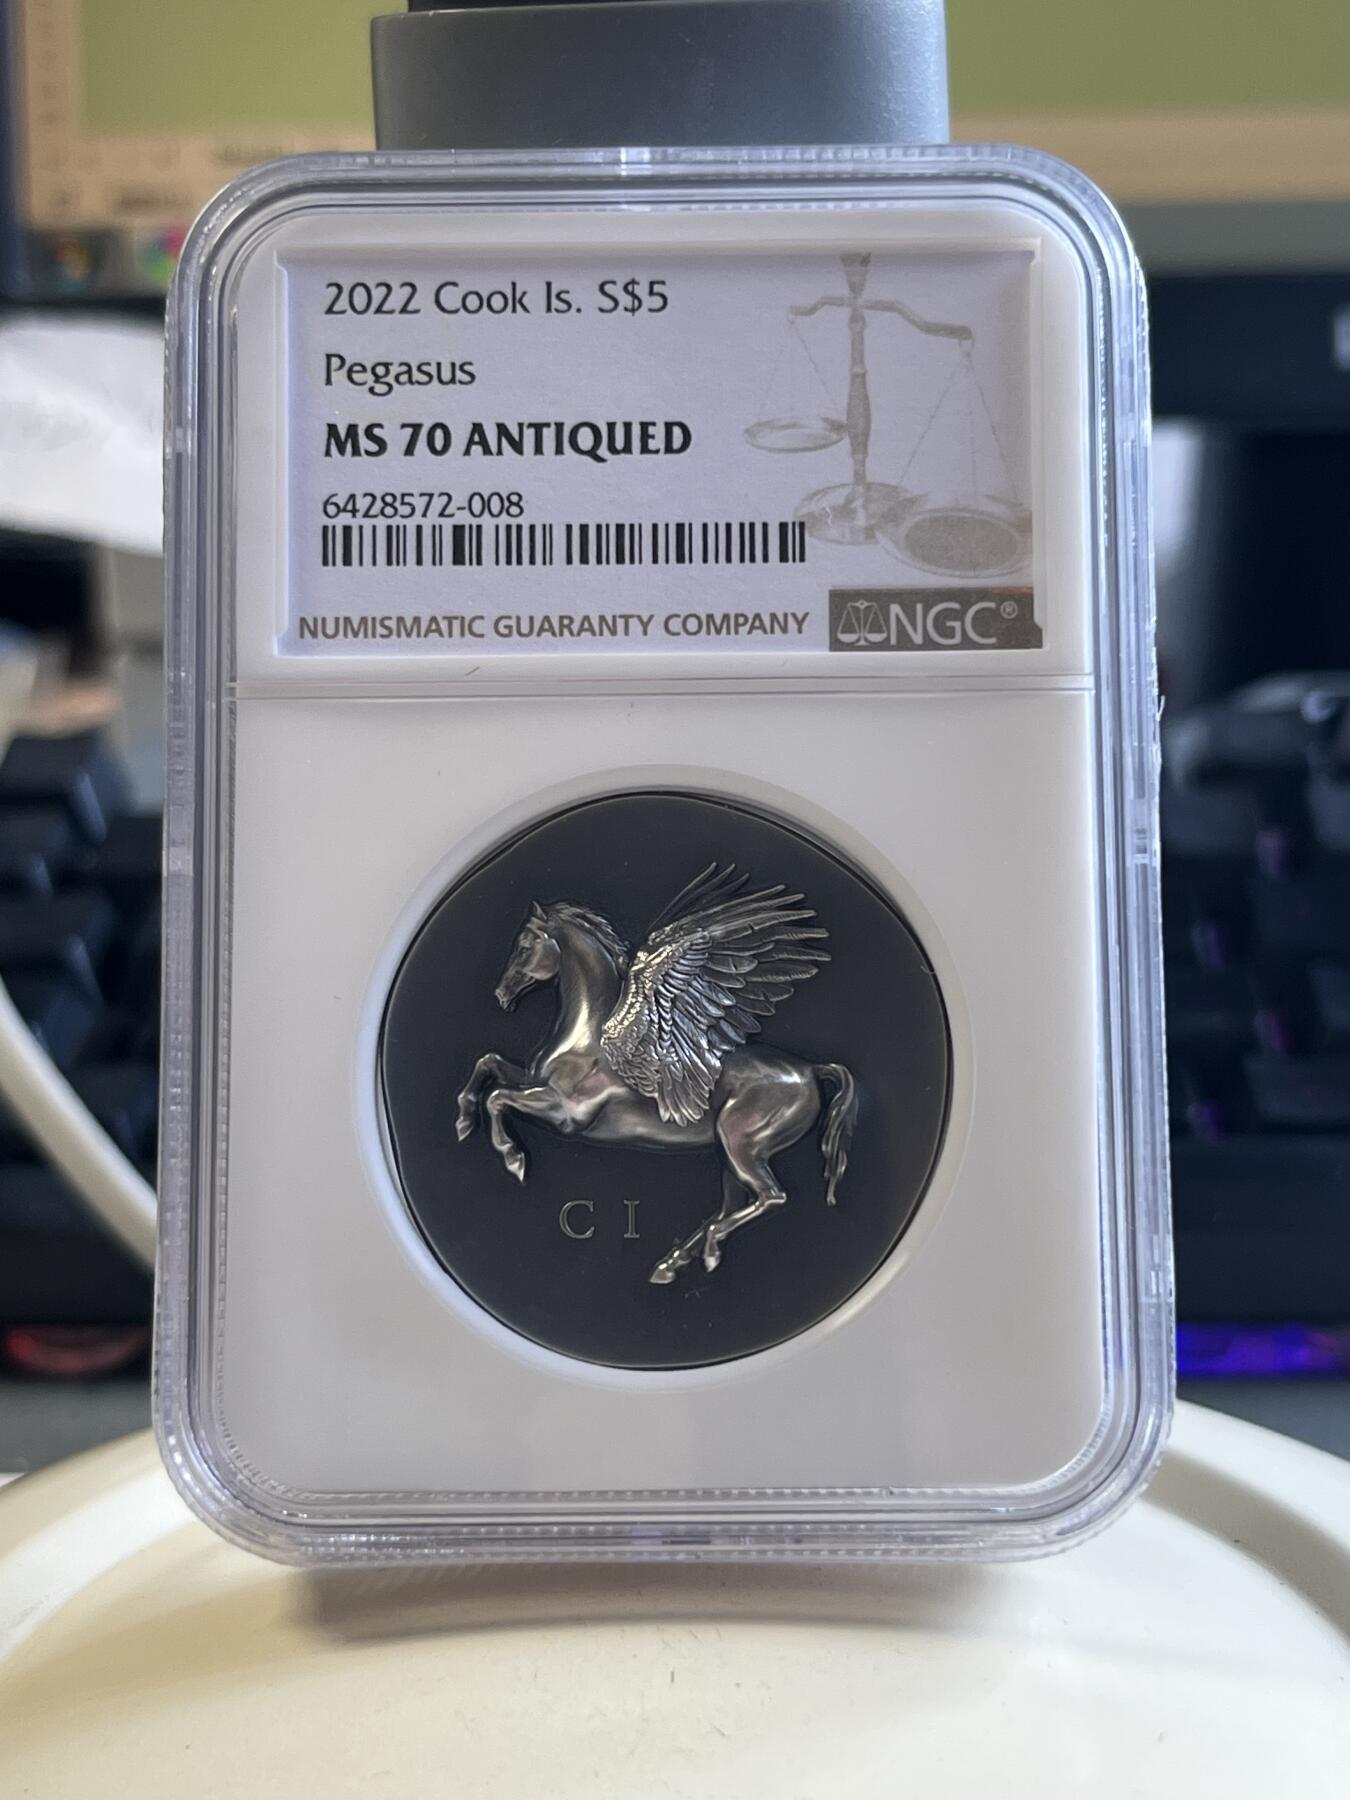 2022 Cook Is. S$5
Pegasus
MS 70 ANTIQUED
6428572-008
NUMISMATIC GUARANTY COMPANY
NGC®
C I